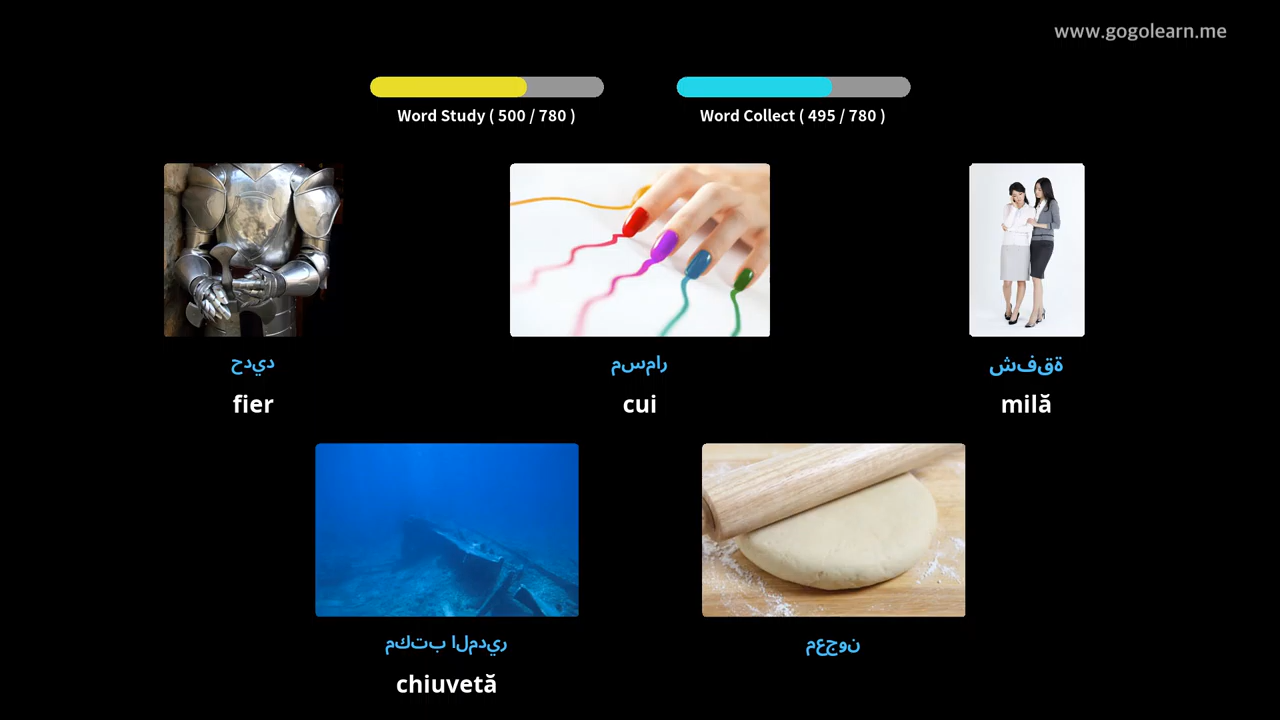 www.gogolearn.me
Word Study ( 500 / 780 )
Word Collect ( 495 / 780 )
حديد
مسمار
شفقة
fier
cui
milă
مكتب المدير
معجون
chiuvetă